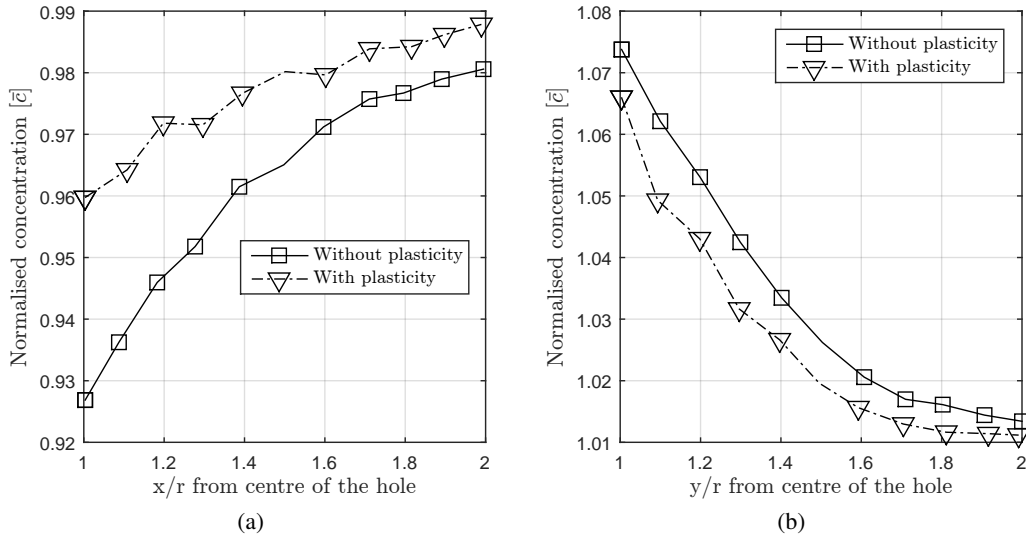 0.99
0.98
0.97
0.96
0.95
0.94
0.93
0.92
Normalised concentration [c̄]
Without plasticity
With plasticity
1 1.2 1.4 1.6 1.8 2
x/r from centre of the hole
(a)
1.08
1.07
1.06
1.05
1.04
1.03
1.02
1.01
Normalised concentration [c̄]
Without plasticity
With plasticity
1 1.2 1.4 1.6 1.8 2
y/r from centre of the hole
(b)